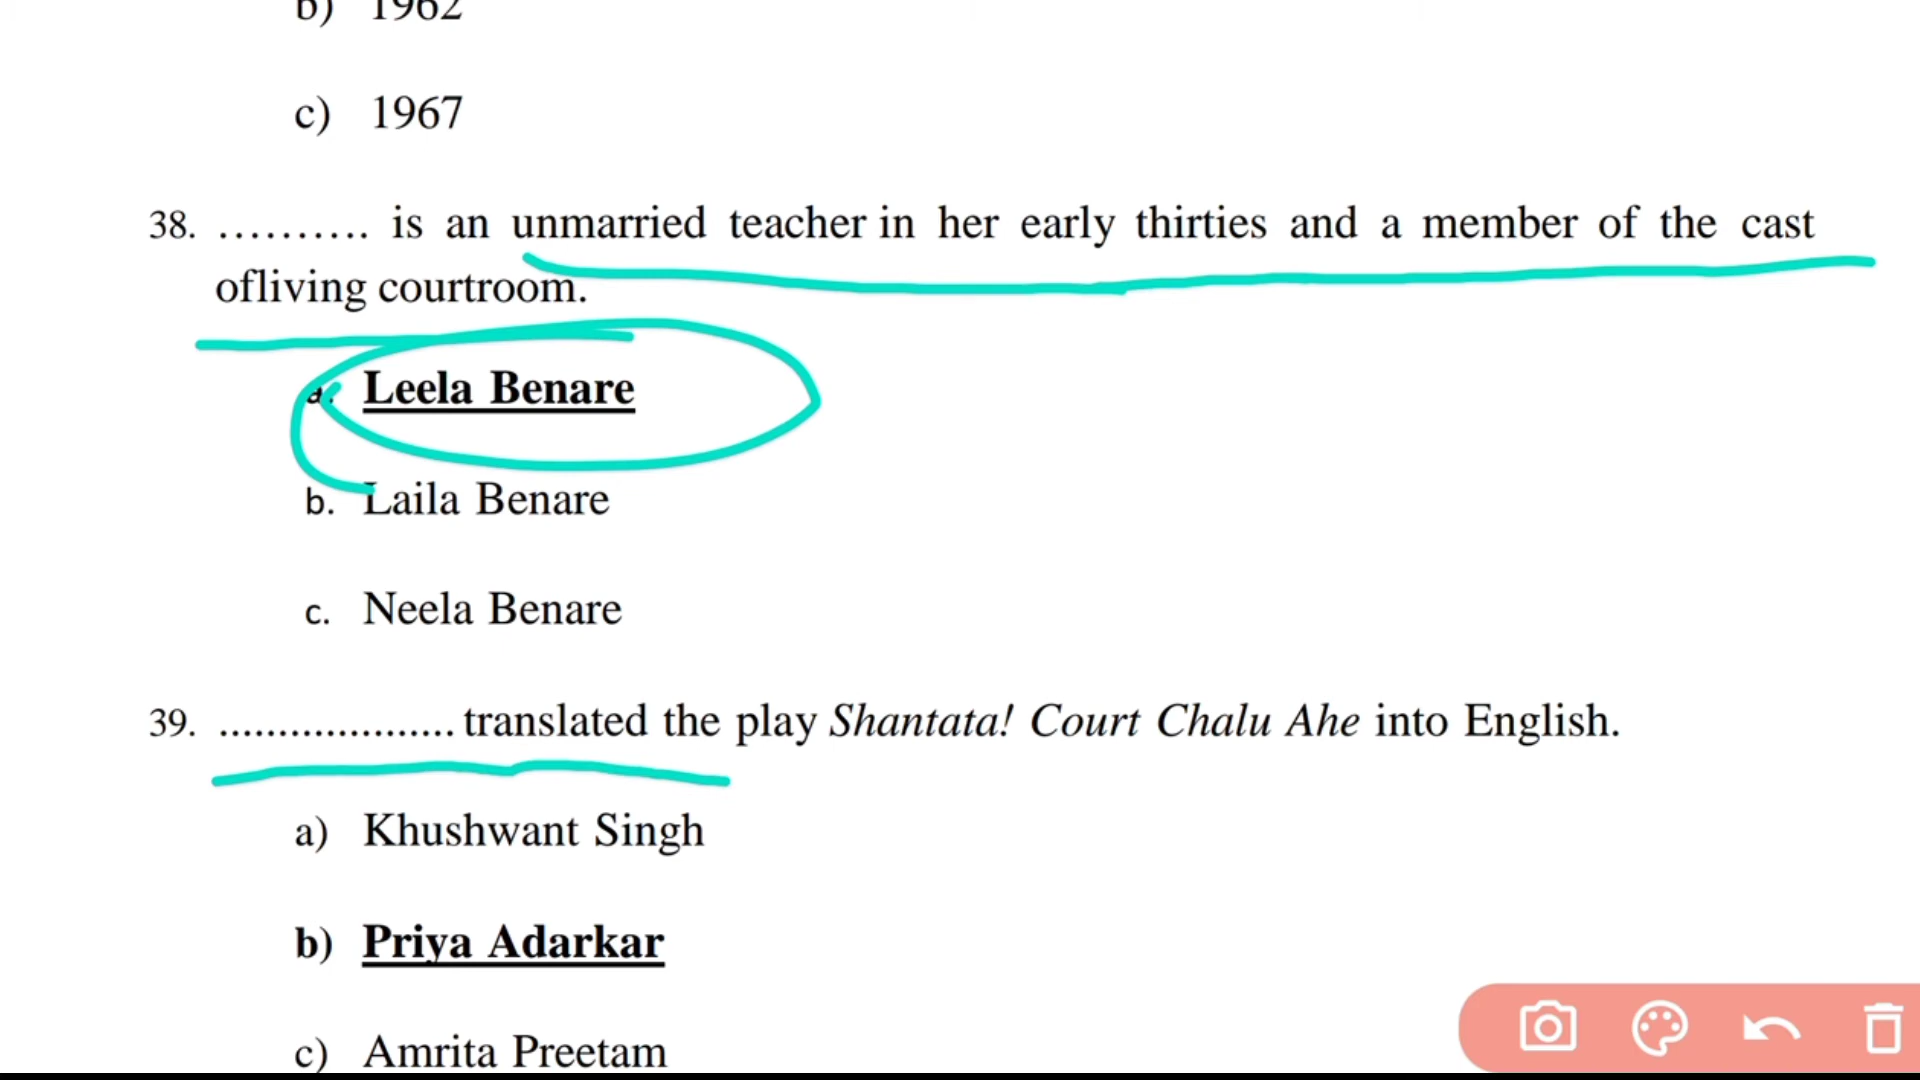 b) 1962
c) 1967
38. .......... is an unmarried teacher in her early thirties and a member of the cast
ofliving courtroom.
a. Leela Benare
b. Laila Benare
c. Neela Benare
39. .................... translated the play Shantata! Court Chalu Ahe into English.
a) Khushwant Singh
b) Priya Adarkar
c) Amrita Preetam